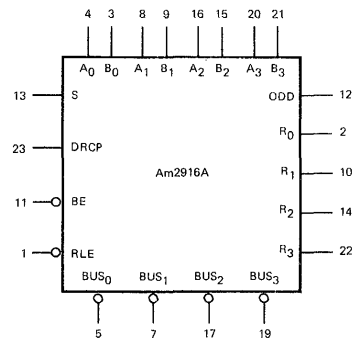 4 3 8 9 16 15 20 21
A0 B0 A1 B1 A2 B2 A3 B3
13 S ODD 12
R0 2
23 DRCP
Am2916A
R1 10
11 BE
R2 14
1 RLE
R3 22
BUS0 BUS1 BUS2 BUS3
5 7 17 19